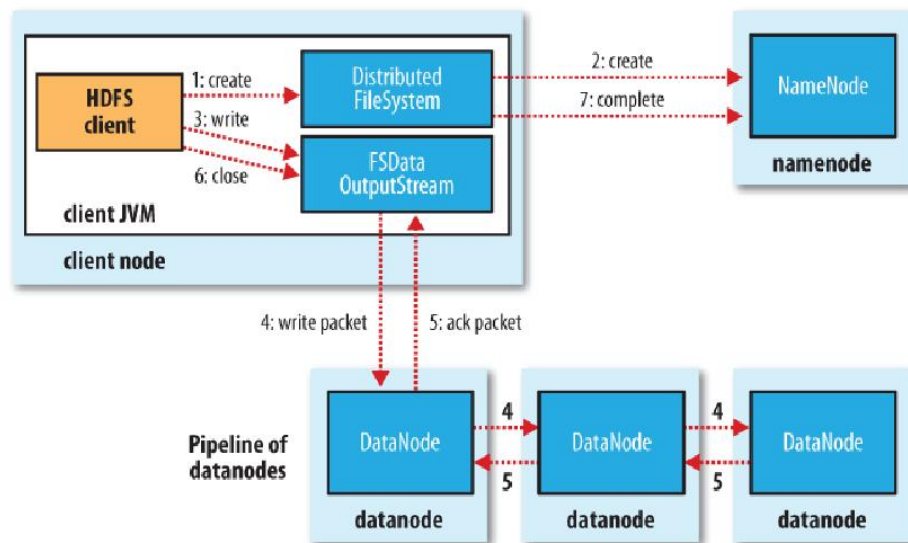 HDFS
client
1: create
3: write
6: close
Distributed
FileSystem
FSData
OutputStream
client JVM
client node
2: create
7: complete
NameNode
namenode
4: write packet
5: ack packet
Pipeline of
datanodes
DataNode
datanode
4
5
DataNode
datanode
4
5
DataNode
datanode